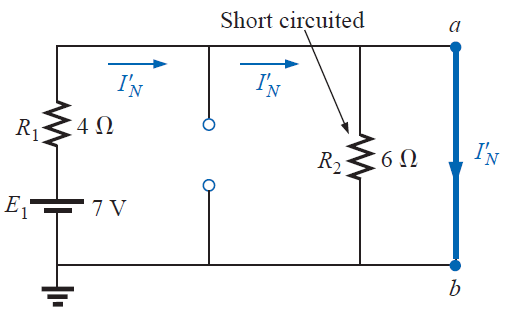 Short circuited
a
I′N
I′N
R1
4 Ω
R2
6 Ω
I′N
E1
7 V
b